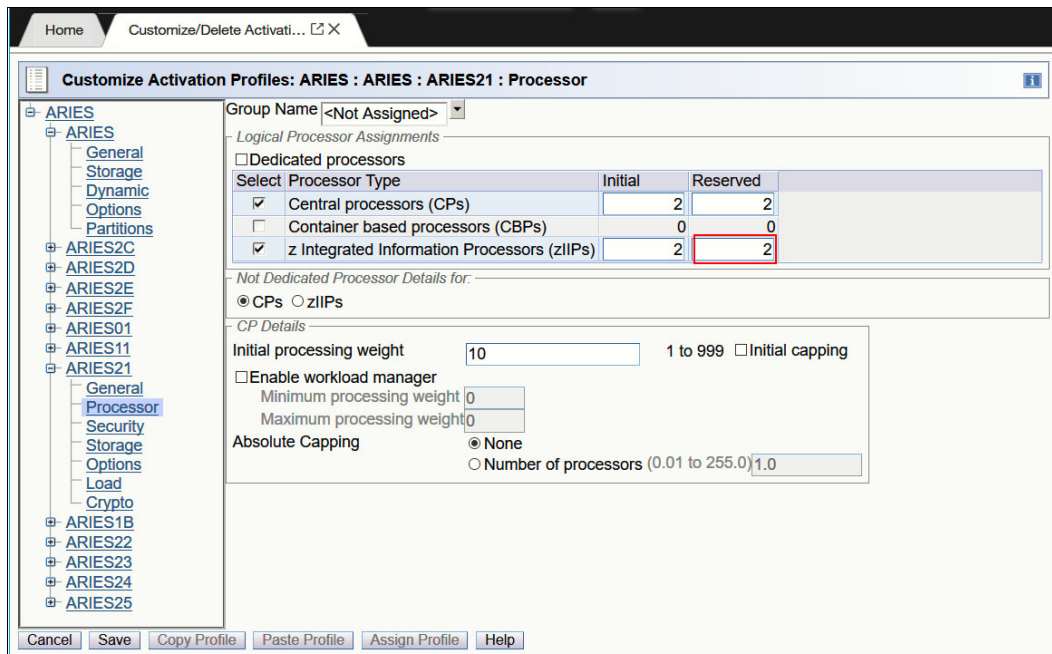 Home
Customize/Delete Activati...
Customize Activation Profiles: ARIES : ARIES : ARIES21 : Processor
ARIES
ARIES
General
Storage
Dynamic
Options
Partitions
ARIES2C
ARIES2D
ARIES2E
ARIES2F
ARIES01
ARIES11
ARIES21
General
Processor
Security
Storage
Options
Load
Crypto
ARIES1B
ARIES22
ARIES23
ARIES24
ARIES25
Group Name <Not Assigned>
Logical Processor Assignments
Dedicated processors
Select Processor Type Initial Reserved
Central processors (CPs) 2 2
Container based processors (CBPs) 0 0
z Integrated Information Processors (zIIPs) 2 2
Not Dedicated Processor Details for:
CPs zIIPs
CP Details
Initial processing weight 10 1 to 999 Initial capping
Enable workload manager
Minimum processing weight 0
Maximum processing weight 0
Absolute Capping None
Number of processors (0.01 to 255.0) 1.0
Cancel Save Copy Profile Paste Profile Assign Profile Help